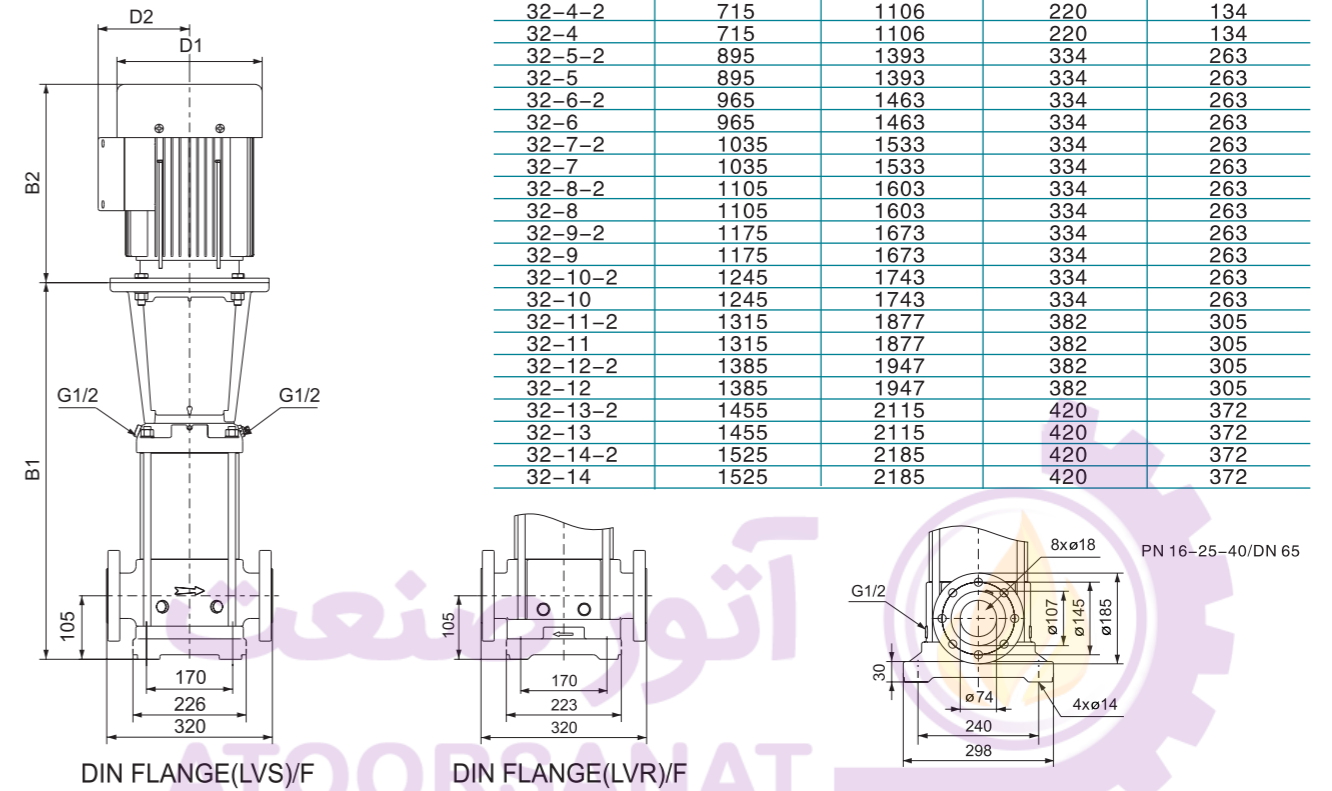 32-4-2 715 1106 220 134
32-4 715 1106 220 134
32-5-2 895 1393 334 263
32-5 895 1393 334 263
32-6-2 965 1463 334 263
32-6 965 1463 334 263
32-7-2 1035 1533 334 263
32-7 1035 1533 334 263
32-8-2 1105 1603 334 263
32-8 1105 1603 334 263
32-9-2 1175 1673 334 263
32-9 1175 1673 334 263
32-10-2 1245 1743 334 263
32-10 1245 1743 334 263
32-11-2 1315 1877 382 305
32-11 1315 1877 382 305
32-12-2 1385 1947 382 305
32-12 1385 1947 382 305
32-13-2 1455 2115 420 372
32-13 1455 2115 420 372
32-14-2 1525 2185 420 372
32-14 1525 2185 420 372
D2
D1
B2
G1/2 G1/2
B1
105
170
226
320
DIN FLANGE(LVS)/F
105
170
223
320
DIN FLANGE(LVR)/F
8xø18
PN 16-25-40/DN 65
G1/2
ø107
ø145
ø185
30
ø74
4xø14
240
298
آتور صنعت
ATOORSANAT